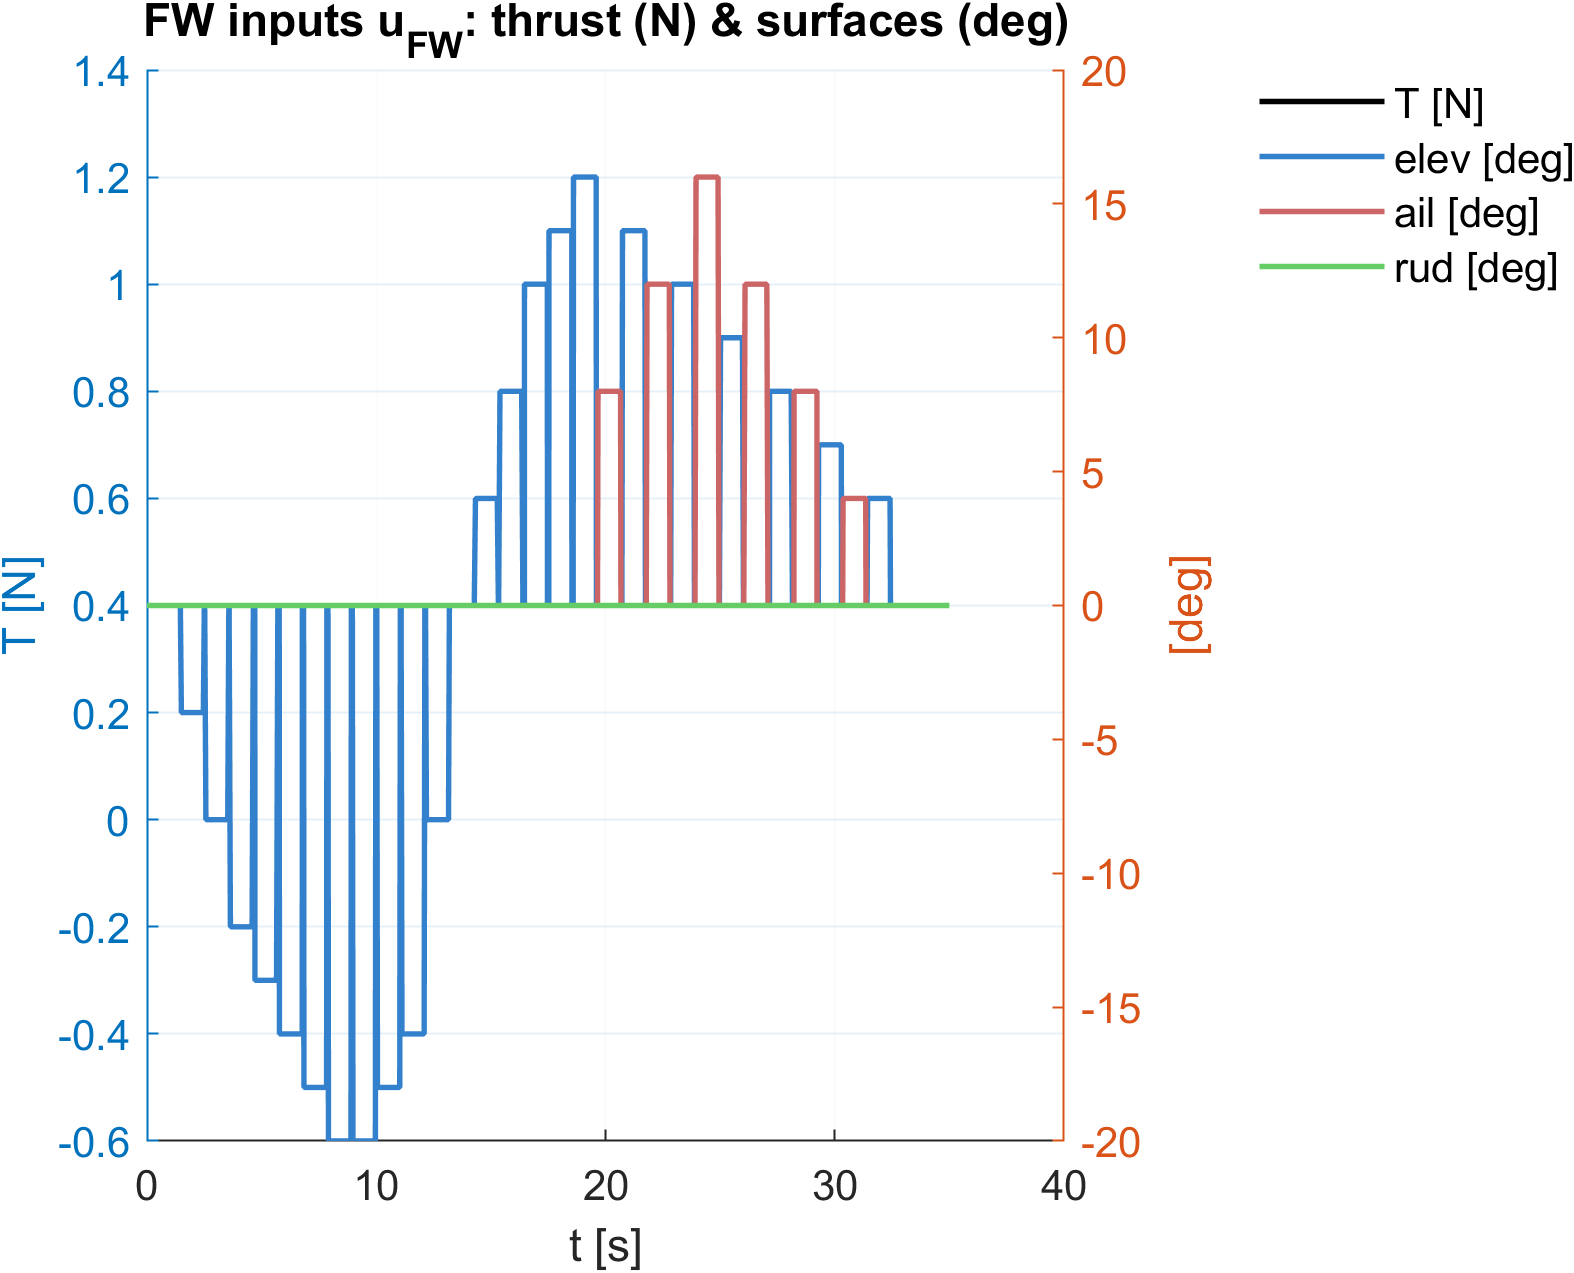 FW inputs u_FW: thrust (N) & surfaces (deg)
1.4
1.2
1
0.8
0.6
0.4
0.2
0
-0.2
-0.4
-0.6
T [N]
20
15
10
5
0
-5
-10
-15
-20
[deg]
0 10 20 30 40
t [s]
T [N]
elev [deg]
ail [deg]
rud [deg]